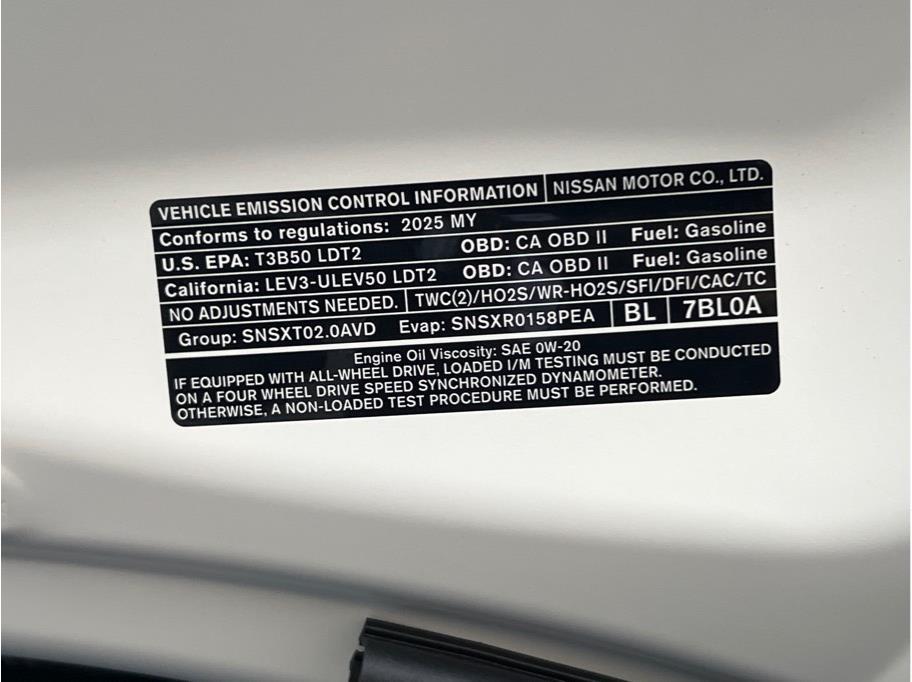 VEHICLE EMISSION CONTROL INFORMATION NISSAN MOTOR CO., LTD.
Conforms to regulations: 2025 MY
U.S. EPA: T3B50 LDT2 OBD: CA OBD II Fuel: Gasoline
California: LEV3-ULEV50 LDT2 OBD: CA OBD II Fuel: Gasoline
NO ADJUSTMENTS NEEDED. TWC(2)/HO2S/WR-HO2S/SFI/DFI/CAC/TC
Group: SNSXT02.0AVD Evap: SNSXR0158PEA BL 7BL0A
Engine Oil Viscosity: SAE 0W-20
IF EQUIPPED WITH ALL-WHEEL DRIVE, LOADED I/M TESTING MUST BE CONDUCTED
ON A FOUR WHEEL DRIVE SPEED SYNCHRONIZED DYNAMOMETER.
OTHERWISE, A NON-LOADED TEST PROCEDURE MUST BE PERFORMED.